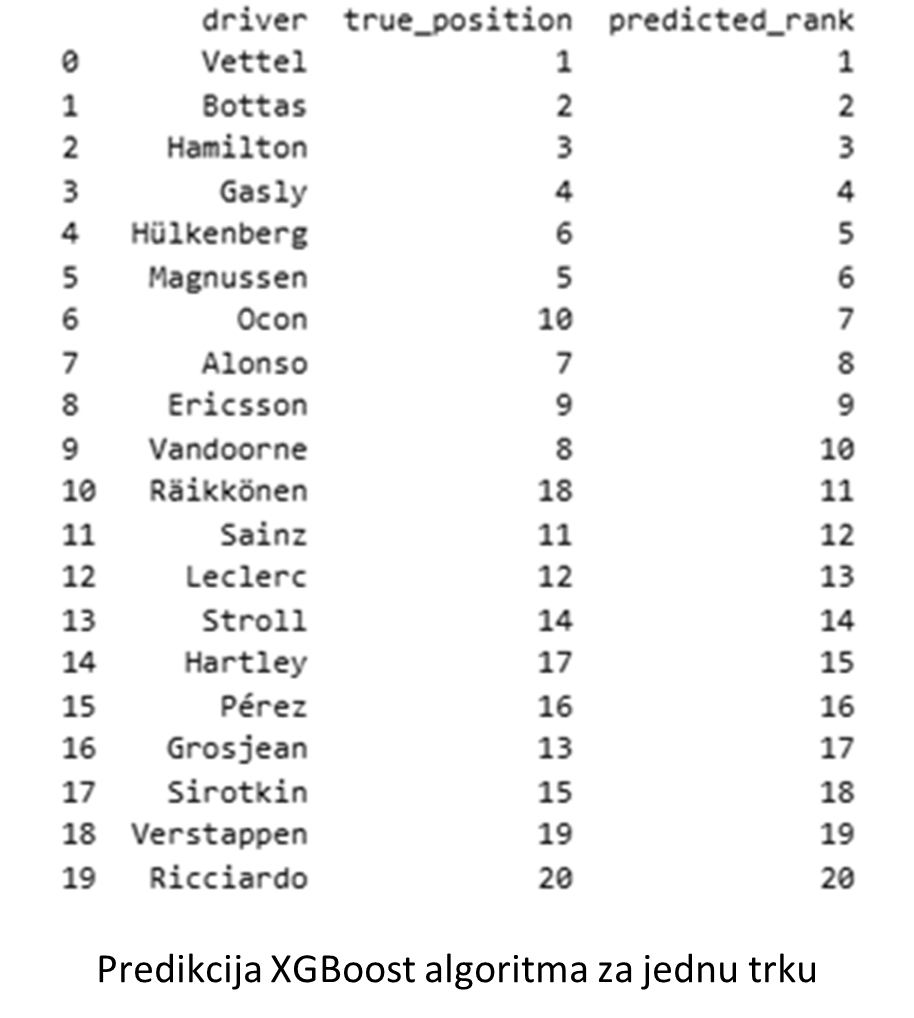 driver true_position predicted_rank
0 Vettel 1 1
1 Bottas 2 2
2 Hamilton 3 3
3 Gasly 4 4
4 Hülkenberg 6 5
5 Magnussen 5 6
6 Ocon 10 7
7 Alonso 7 8
8 Ericsson 9 9
9 Vandoorne 8 10
10 Räikkönen 18 11
11 Sainz 11 12
12 Leclerc 12 13
13 Stroll 14 14
14 Hartley 17 15
15 Pérez 16 16
16 Grosjean 13 17
17 Sirotkin 15 18
18 Verstappen 19 19
19 Ricciardo 20 20
Predikcija XGBoost algoritma za jednu trku